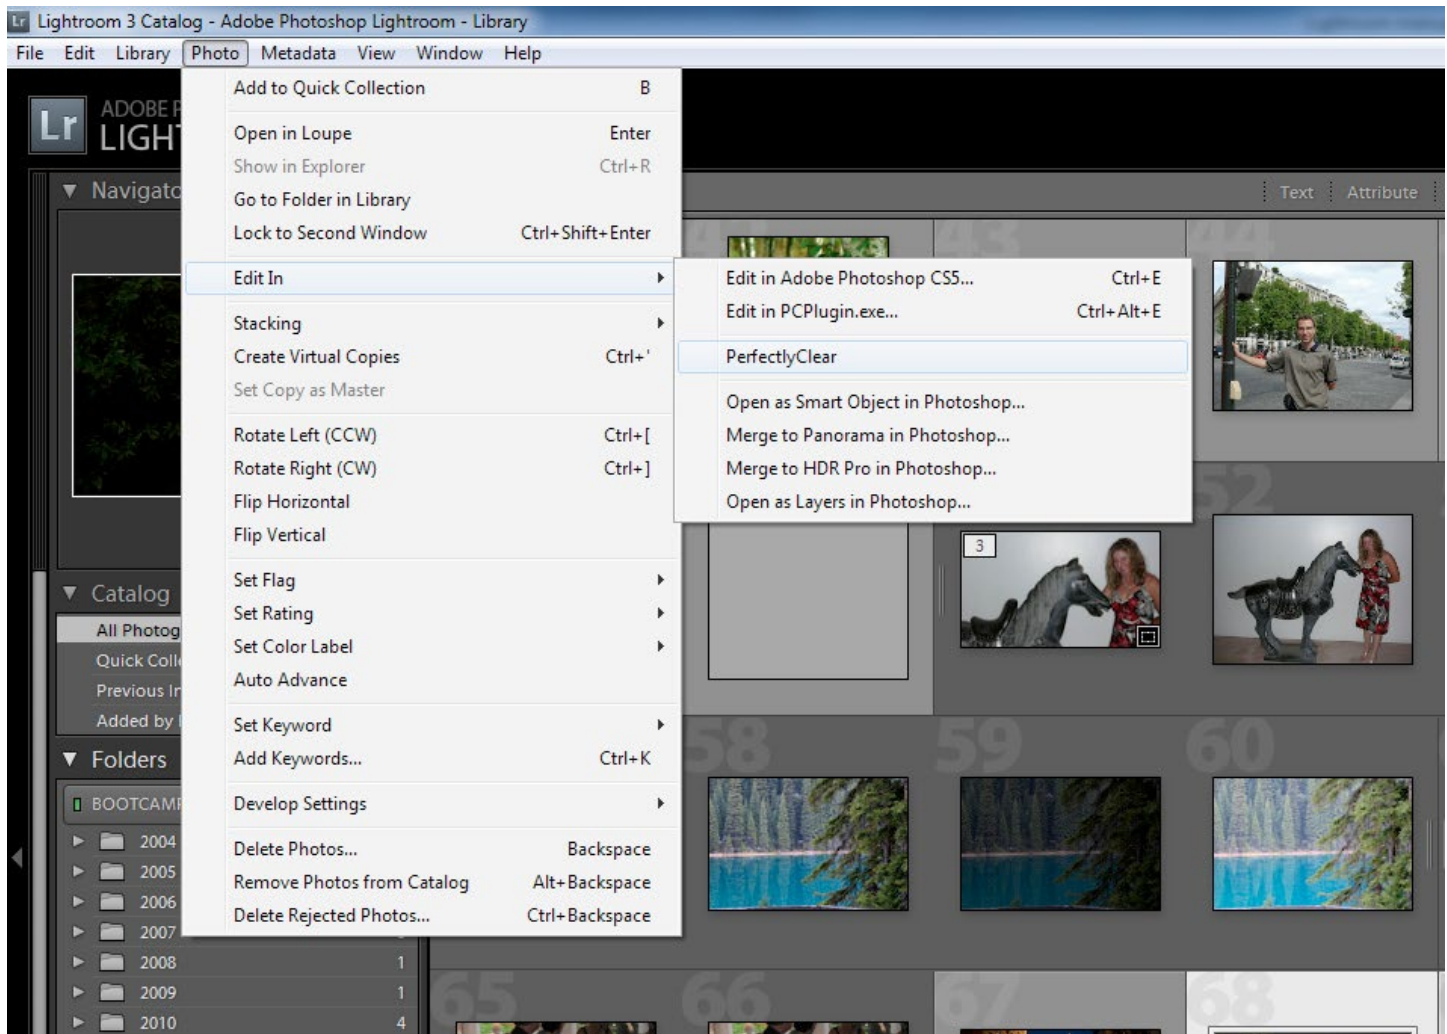 Lightroom 3 Catalog - Adobe Photoshop Lightroom - Library
File Edit Library Photo Metadata View Window Help
Add to Quick Collection B
Open in Loupe Enter
Show in Explorer Ctrl+R
Go to Folder in Library
Lock to Second Window Ctrl+Shift+Enter
Edit In
Stacking
Create Virtual Copies Ctrl+'
Set Copy as Master
Rotate Left (CCW) Ctrl+[
Rotate Right (CW) Ctrl+]
Flip Horizontal
Flip Vertical
Set Flag
Set Rating
Set Color Label
Auto Advance
Set Keyword
Add Keywords... Ctrl+K
Develop Settings
Delete Photos... Backspace
Remove Photos from Catalog Alt+Backspace
Delete Rejected Photos... Ctrl+Backspace
Edit in Adobe Photoshop CS5... Ctrl+E
Edit in PCPlugin.exe... Ctrl+Alt+E
PerfectlyClear
Open as Smart Object in Photoshop...
Merge to Panorama in Photoshop...
Merge to HDR Pro in Photoshop...
Open as Layers in Photoshop...
Lr ADOBE P
LIGHT
Navigato
Catalog
All Photog
Quick Coll
Previous In
Added by
Folders
BOOTCAMP
2004
2005
2006
2007
2008 1
2009 1
2010 4
Text Attribute
41 43 44
3 52
58 59 60
65 66 67 68